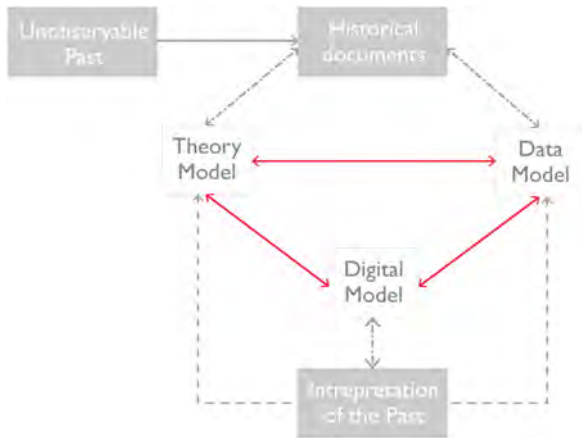 Unobservable
Past
Historical
documents
Theory
Model
Data
Model
Digital
Model
Intrepretation
of the Past